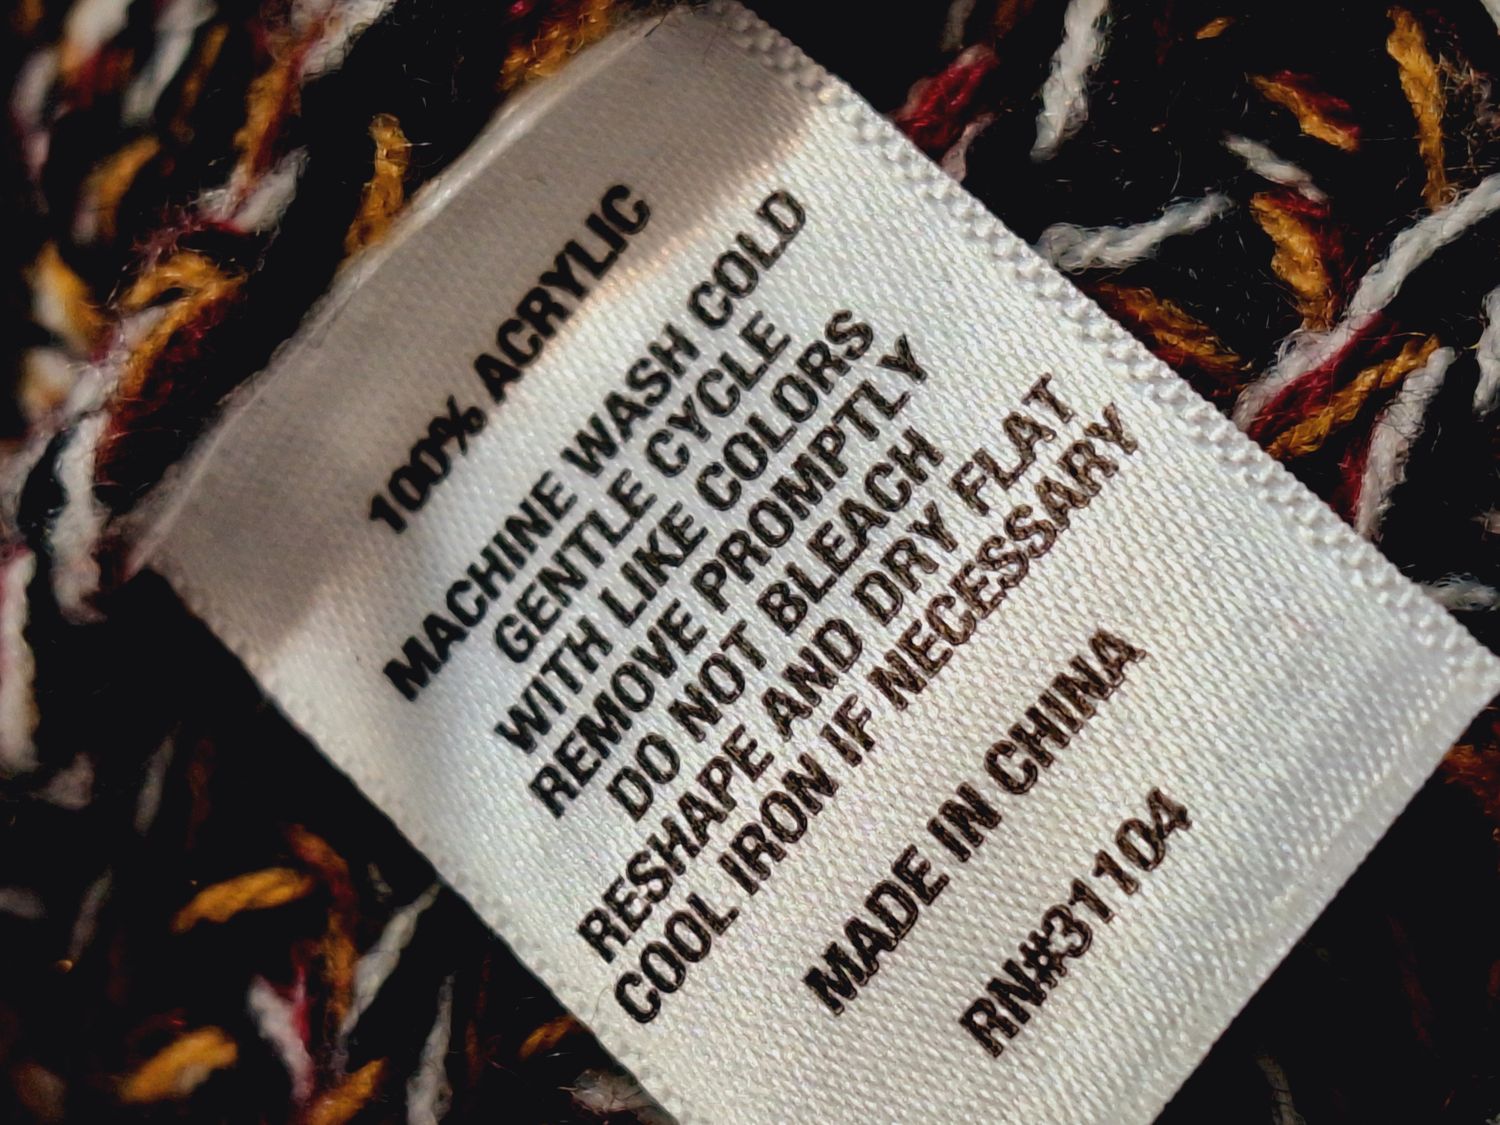 100% ACRYLIC
MACHINE WASH COLD
GENTLE CYCLE
WITH LIKE COLORS
REMOVE PROMPTLY
DO NOT BLEACH
RESHAPE AND DRY FLAT
COOL IRON IF NECESSARY
MADE IN CHINA
RN#31104